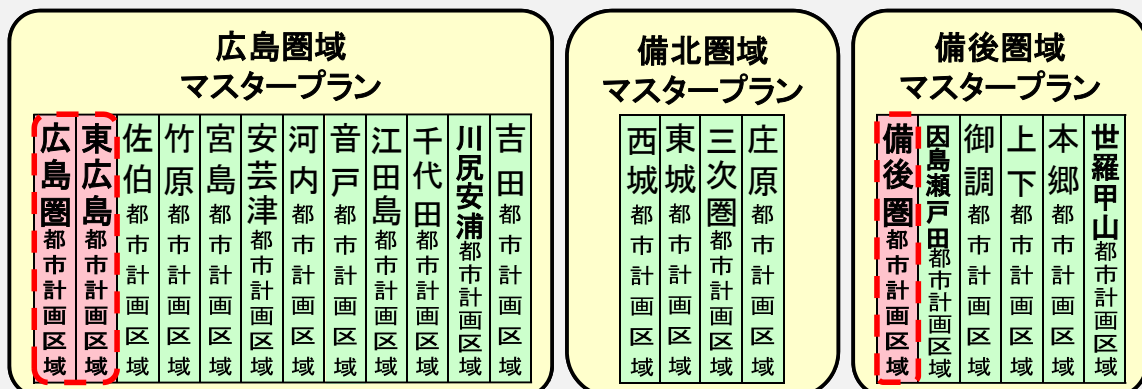 広島圏域
マスタープラン
広島圏都市計画区域
東広島都市計画区域
佐伯都市計画区域
竹原都市計画区域
宮島都市計画区域
安芸津都市計画区域
河内都市計画区域
音戸都市計画区域
江田島都市計画区域
千代田都市計画区域
川尻安浦都市計画区域
吉田都市計画区域
備北圏域
マスタープラン
西城都市計画区域
東城都市計画区域
三次圏都市計画区域
庄原都市計画区域
備後圏域
マスタープラン
備後圏都市計画区域
因島瀬戸田都市計画区域
御調都市計画区域
上下都市計画区域
本郷都市計画区域
世羅甲山都市計画区域